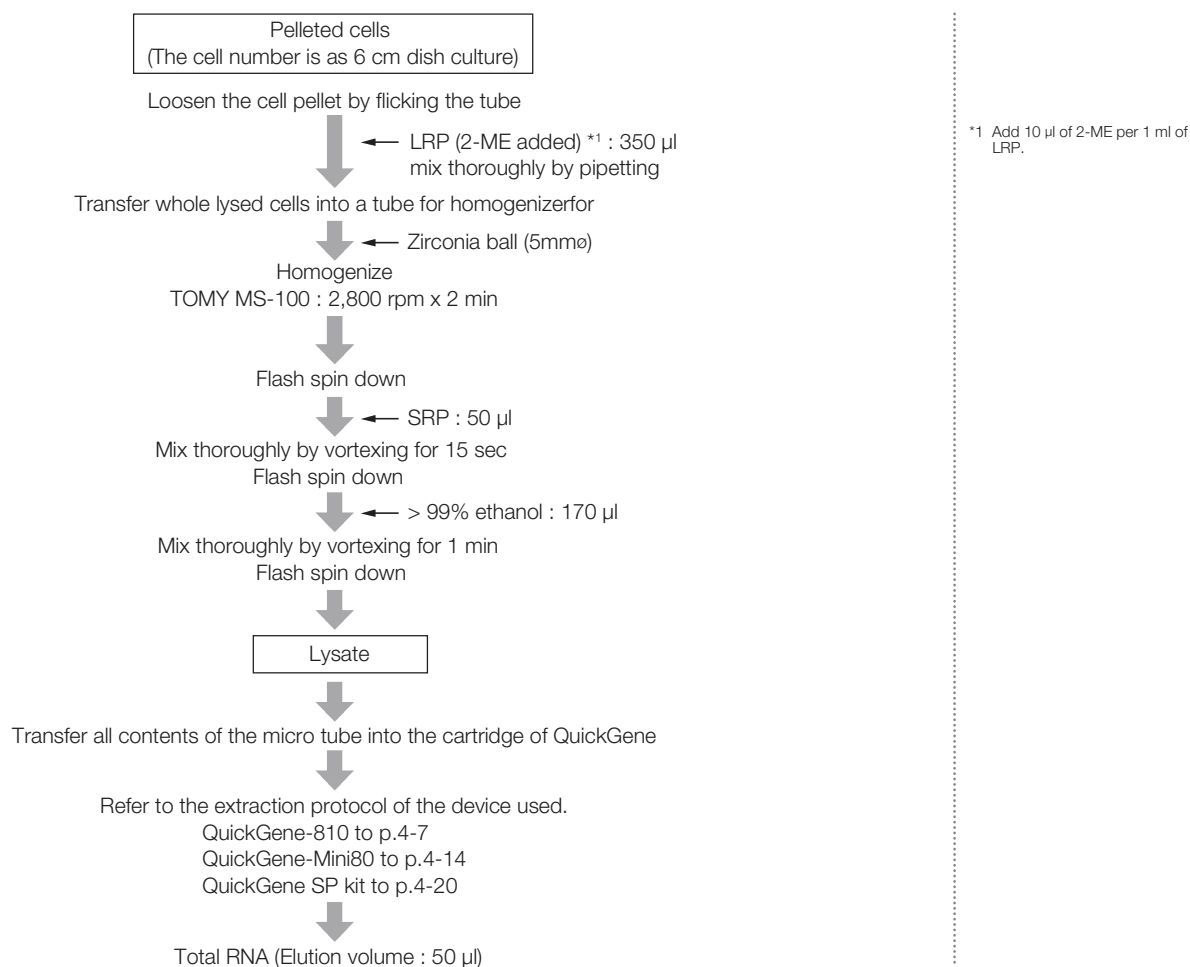 Pelleted cells
(The cell number is as 6 cm dish culture)
Loosen the cell pellet by flicking the tube
LRP (2-ME added) *1 : 350 µl
mix thoroughly by pipetting
Transfer whole lysed cells into a tube for homogenizerfor
Zirconia ball (5mmø)
Homogenize
TOMY MS-100 : 2,800 rpm x 2 min
Flash spin down
SRP : 50 µl
Mix thoroughly by vortexing for 15 sec
Flash spin down
> 99% ethanol : 170 µl
Mix thoroughly by vortexing for 1 min
Flash spin down
Lysate
Transfer all contents of the micro tube into the cartridge of QuickGene
Refer to the extraction protocol of the device used.
QuickGene-810 to p.4-7
QuickGene-Mini80 to p.4-14
QuickGene SP kit to p.4-20
Total RNA (Elution volume : 50 µl)
*1 Add 10 µl of 2-ME per 1 ml of
LRP.